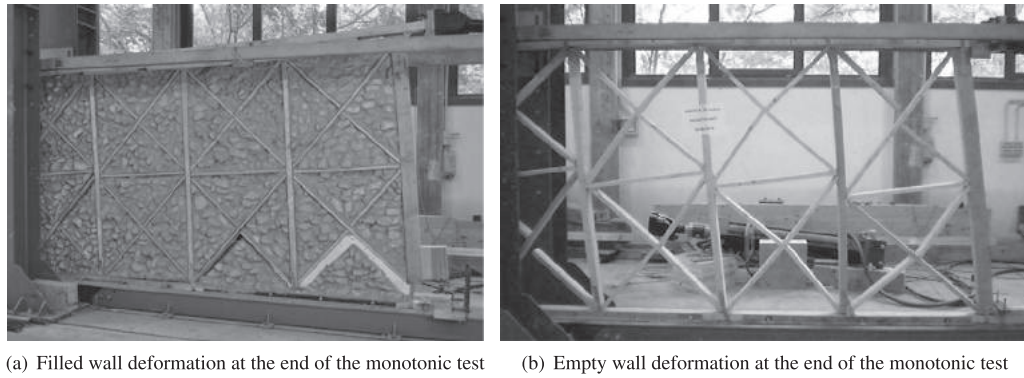 (a) Filled wall deformation at the end of the monotonic test
(b) Empty wall deformation at the end of the monotonic test